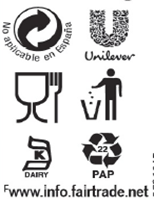 No aplicable en España
Unilever
K
22
DAIRY
PAP
www.info.fairtrade.net